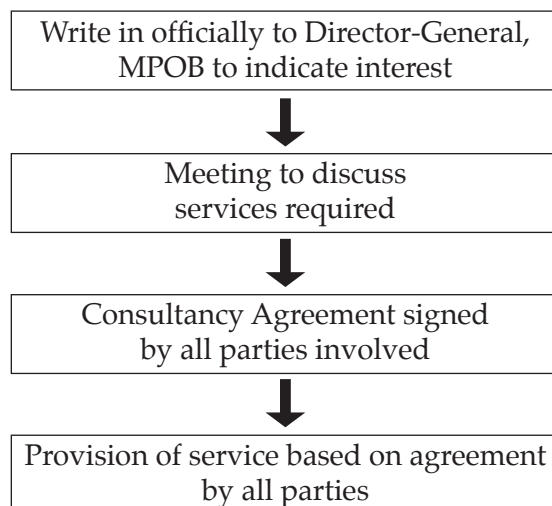 Write in officially to Director-General,
MPOB to indicate interest
Meeting to discuss
services required
Consultancy Agreement signed
by all parties involved
Provision of service based on agreement
by all parties